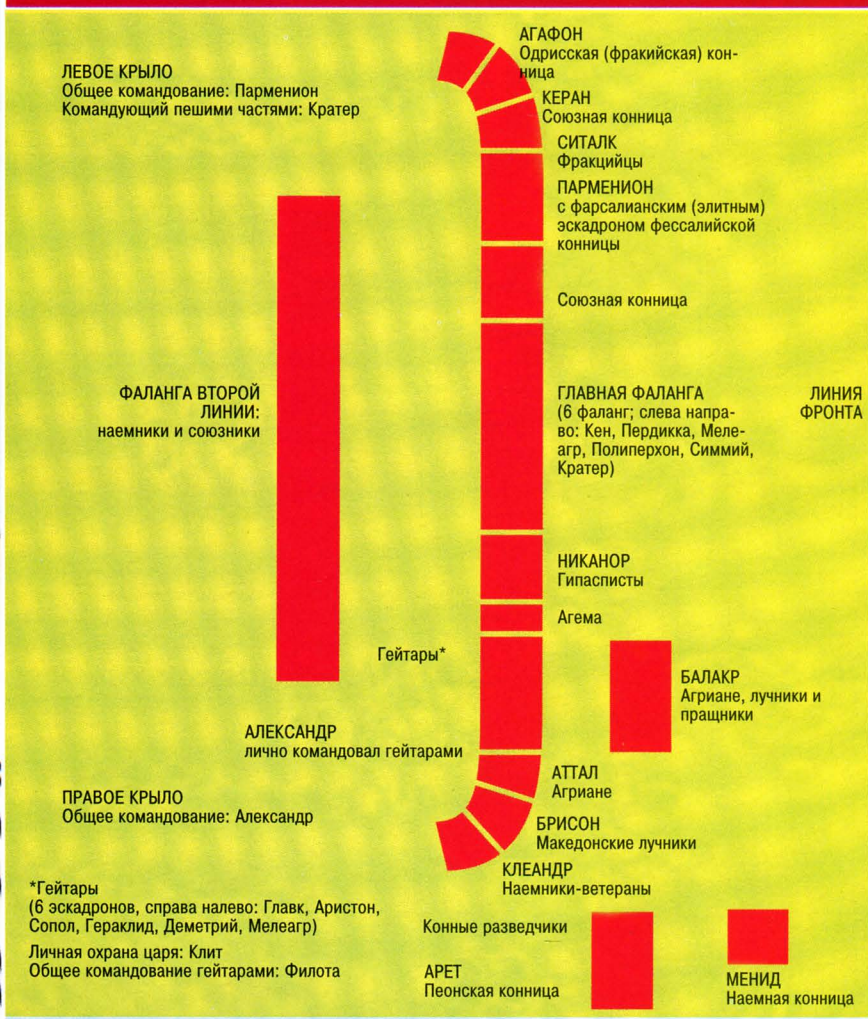 АГАФОН
Одрисская (фракийская) кон-
ница
ЛЕВОЕ КРЫЛО
Общее командование: Парменион
Командующий пешими частями: Кратер
КЕРАН
Союзная конница
СИТАЛК
Фракцийцы
ПАРМЕНИОН
с фарсалианским (элитным)
эскадроном фессалийской
конницы
Союзная конница
ФАЛАНГА ВТОРОЙ
ЛИНИИ:
наемники и союзники
ГЛАВНАЯ ФАЛАНГА
(6 фаланг; слева напра-
во: Кен, Пердикка, Меле-
агр, Полиперхон, Симмий,
Кратер)
ЛИНИЯ
ФРОНТА
НИКАНОР
Гипасписты
Агема
Гейтары*
БАЛАКР
Агриане, лучники и
пращники
АЛЕКСАНДР
лично командовал гейтарами
АТТАЛ
Агриане
ПРАВОЕ КРЫЛО
Общее командование: Александр
БРИСОН
Македонские лучники
КЛЕАНДР
Наемники-ветераны
*Гейтары
(6 эскадронов, справа налево: Главк, Аристон,
Сопол, Гераклид, Деметрий, Мелеагр)
Личная охрана царя: Клит
Общее командование гейтарами: Филота
Конные разведчики
АРЕТ
Пеонская конница
МЕНИД
Наемная конница